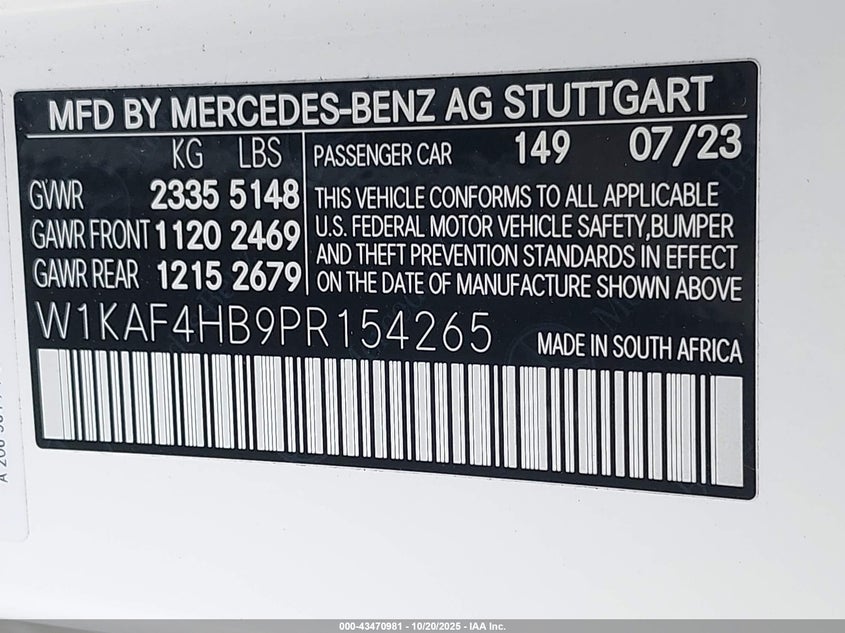 MFD BY MERCEDES-BENZ AG STUTTGART
KG LBS
GVWR 2335 5148
GAWR FRONT 1120 2469
GAWR REAR 1215 2679
PASSENGER CAR 149 07/23
THIS VEHICLE CONFORMS TO ALL APPLICABLE
U.S. FEDERAL MOTOR VEHICLE SAFETY,BUMPER
AND THEFT PREVENTION STANDARDS IN EFFECT
ON THE DATE OF MANUFACTURE SHOWN ABOVE
W1KAF4HB9PR154265
MADE IN SOUTH AFRICA
000-43470981 - 10/20/2025 - IAA Inc.